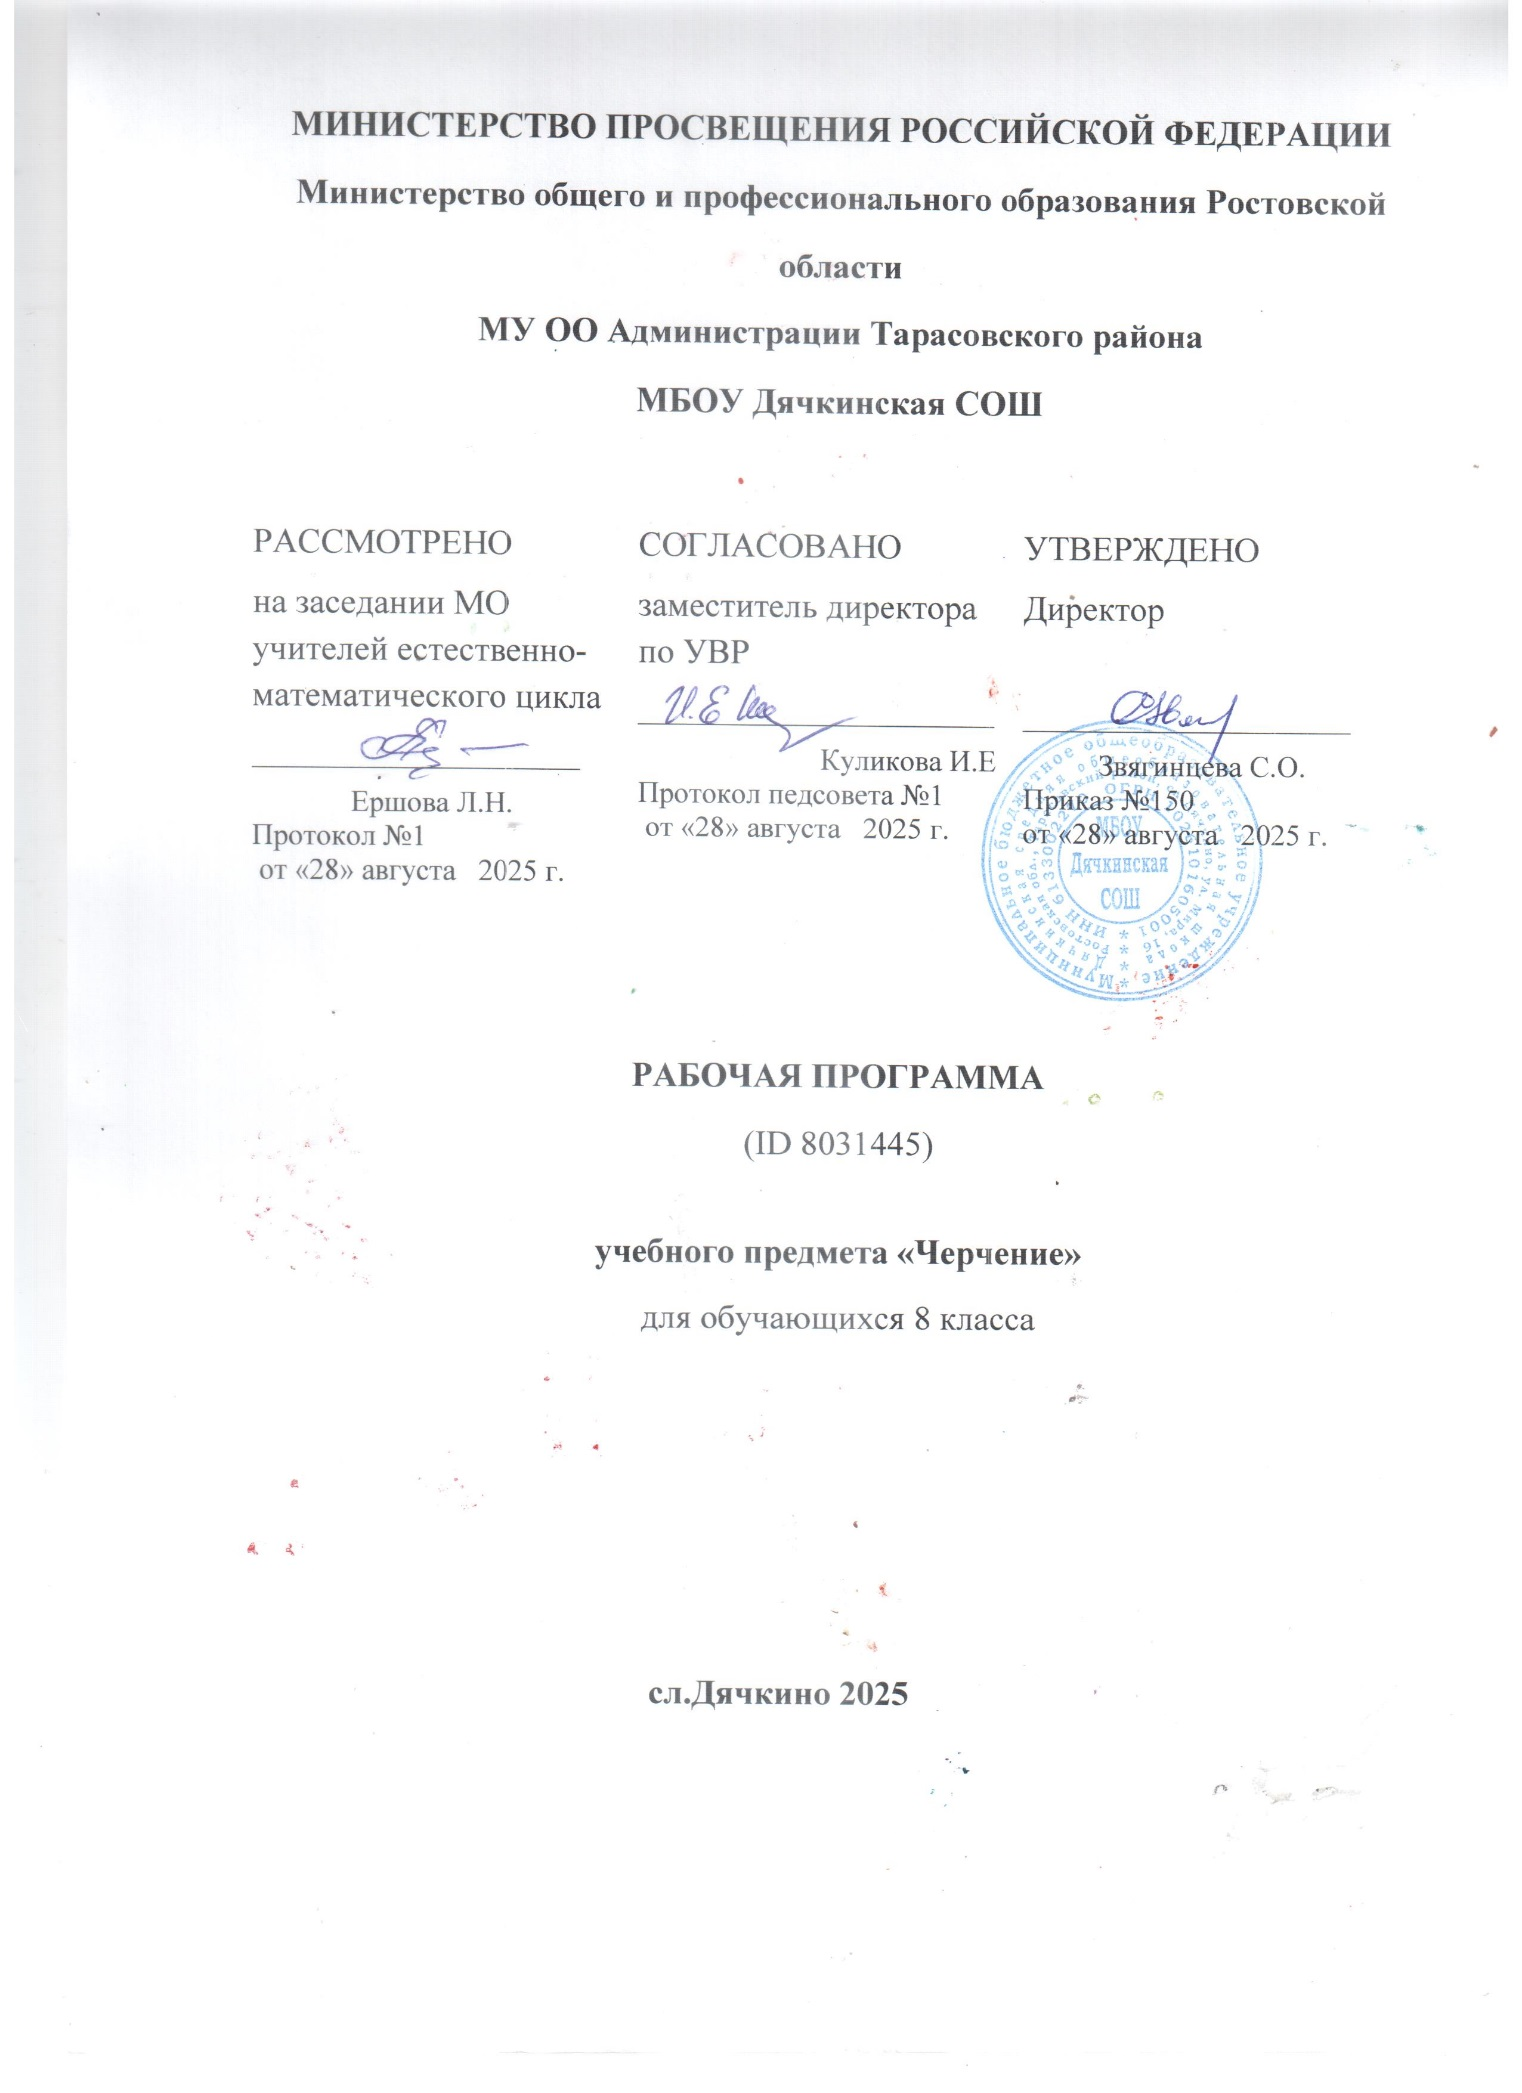 МИНИСТЕРСТВО ПРОСВЕЩЕНИЯ РОССИЙСКОЙ ФЕДЕРАЦИИ
Министерство общего и профессионального образования Ростовской
области
МУ ОО Администрации Тарасовского района
МБОУ Дячкинская СОШ
РАССМОТРЕНО
на заседании МО
учителей естественно-
математического цикла
Ершова Л.Н.
Протокол №1
от «28» августа 2025 г.
СОГЛАСОВАНО
заместитель директора
по УВР
Куликова И.Е
Протокол педсовета №1
от «28» августа 2025 г.
УТВЕРЖДЕНО
Директор
Звягинцева С.О.
Приказ №150
от «28» августа 2025 г.
МБОУ
Дячкинская
СОШ
РАБОЧАЯ ПРОГРАММА
(ID 8031445)
учебного предмета «Черчение»
для обучающихся 8 класса
сл.Дячкино 2025